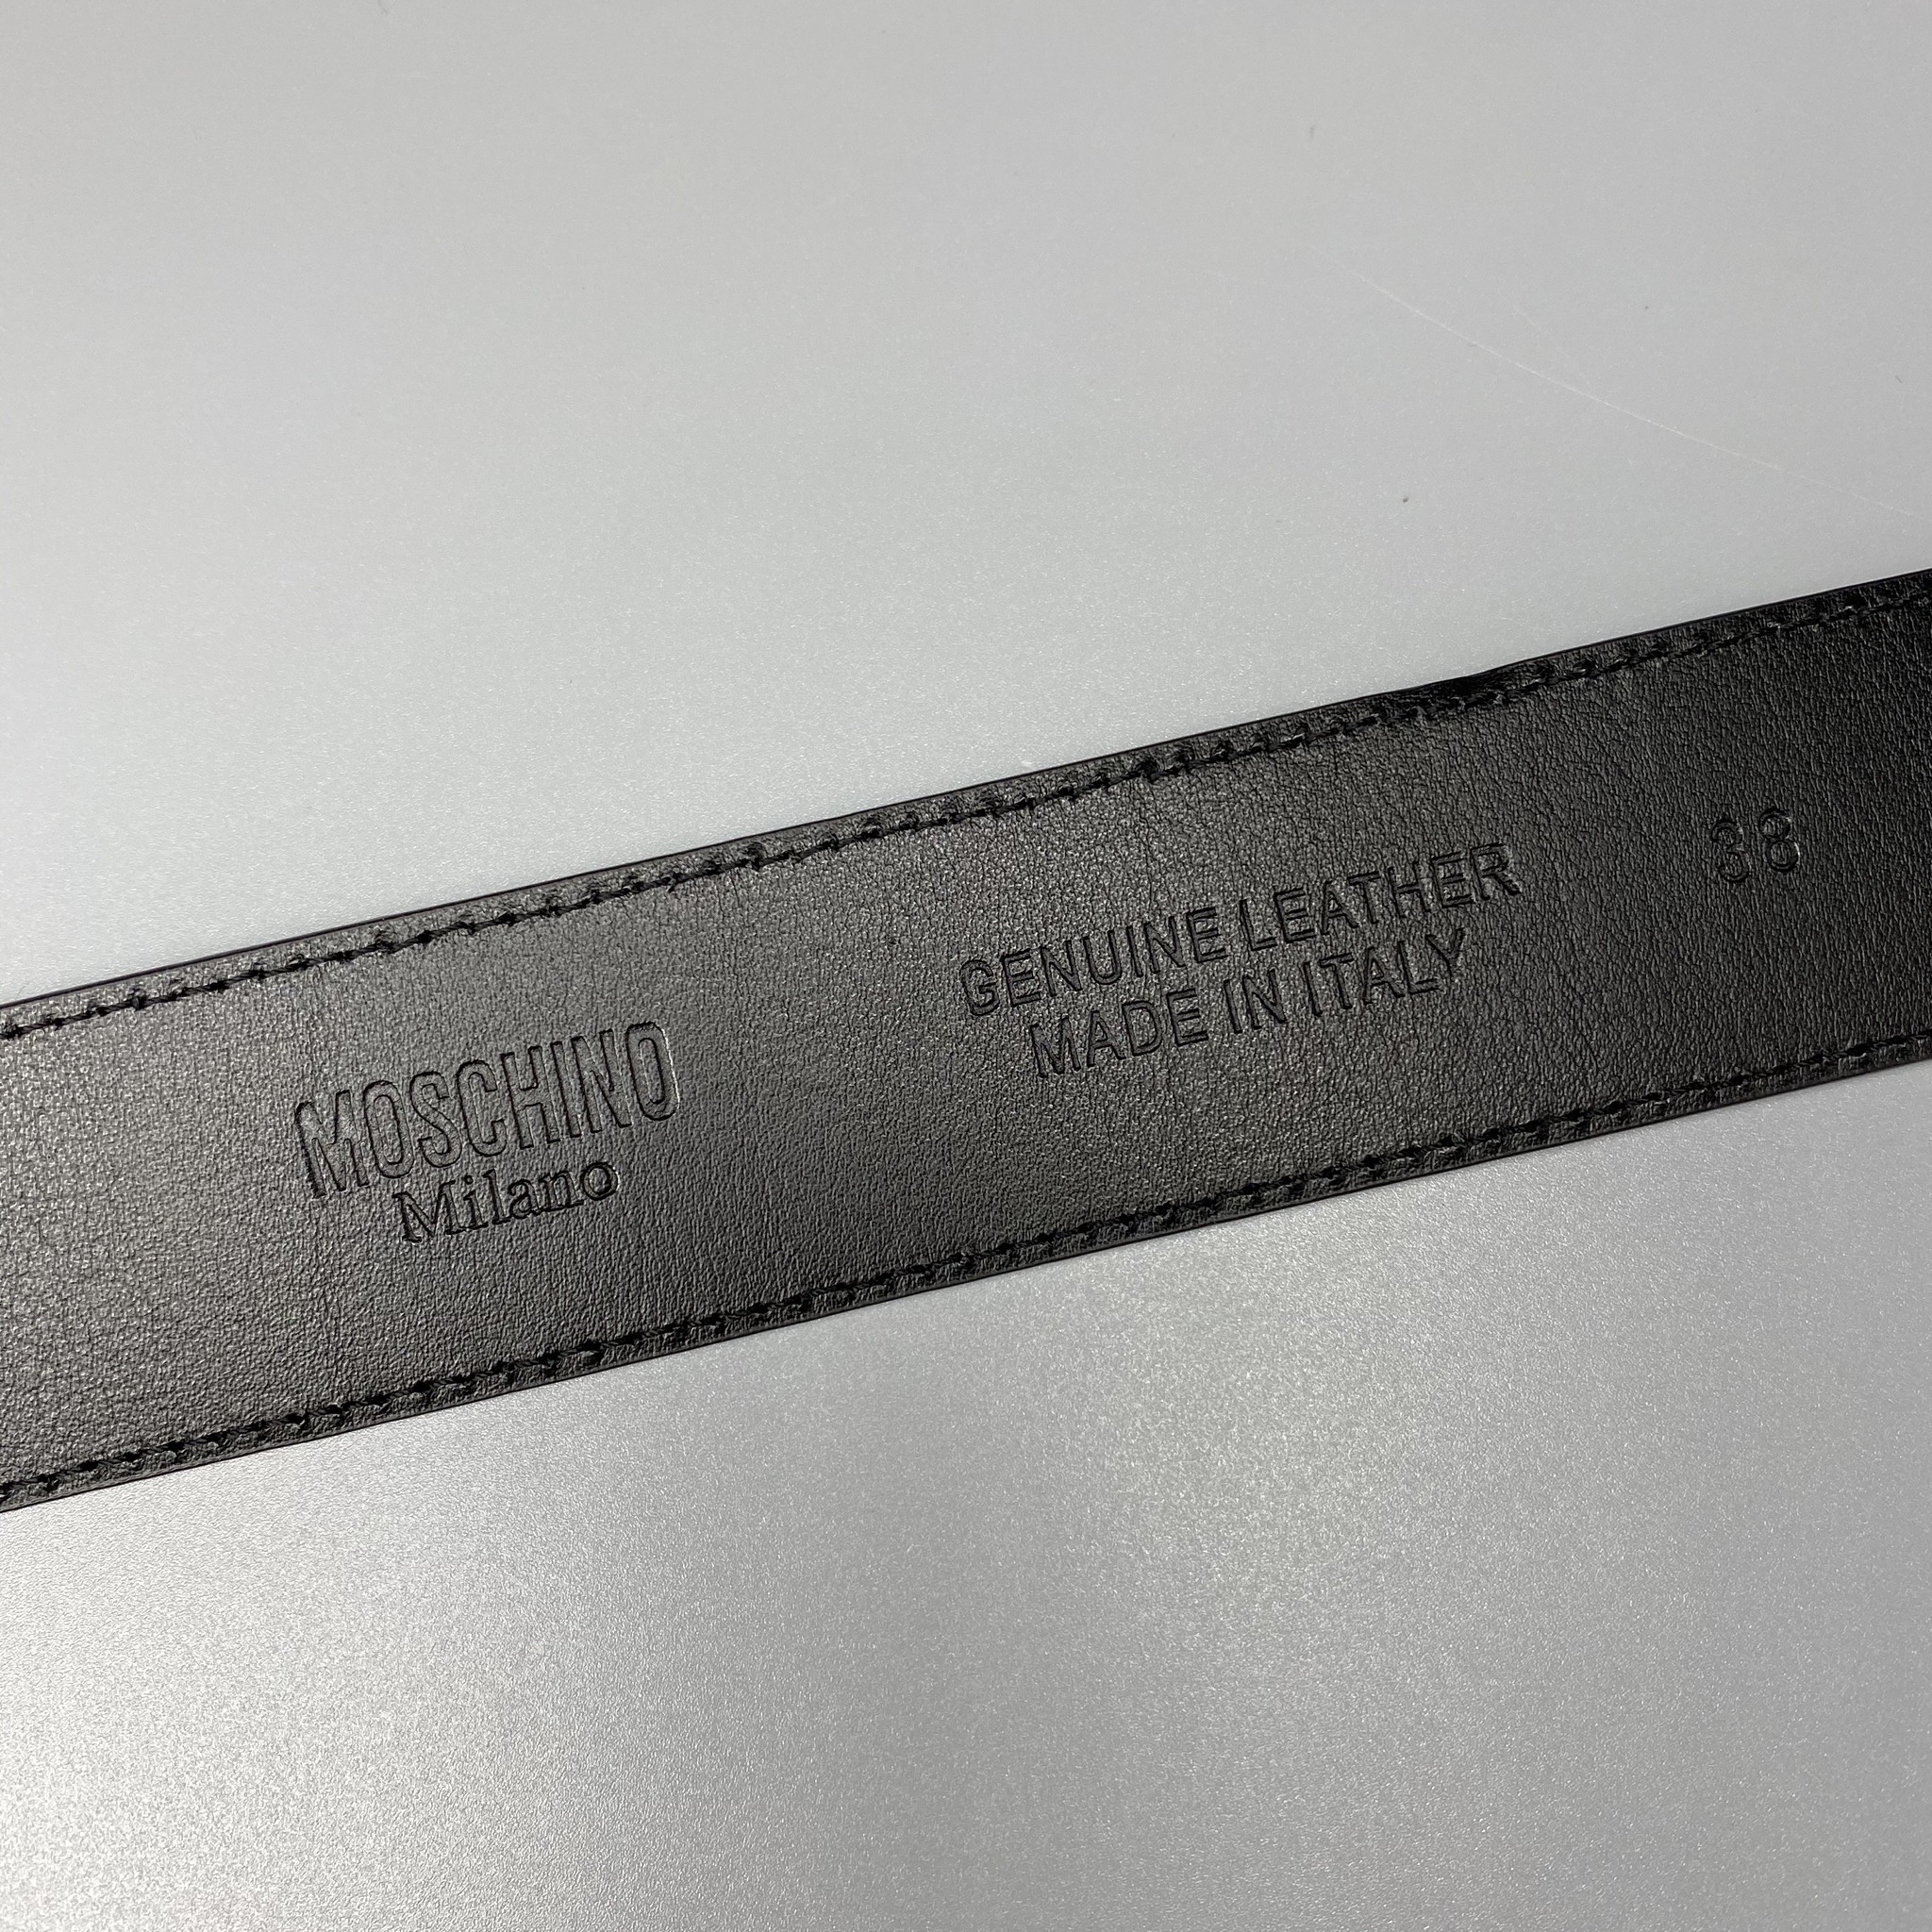 MOSCHINO
Milano
GENUINE LEATHER
MADE IN ITALY
38